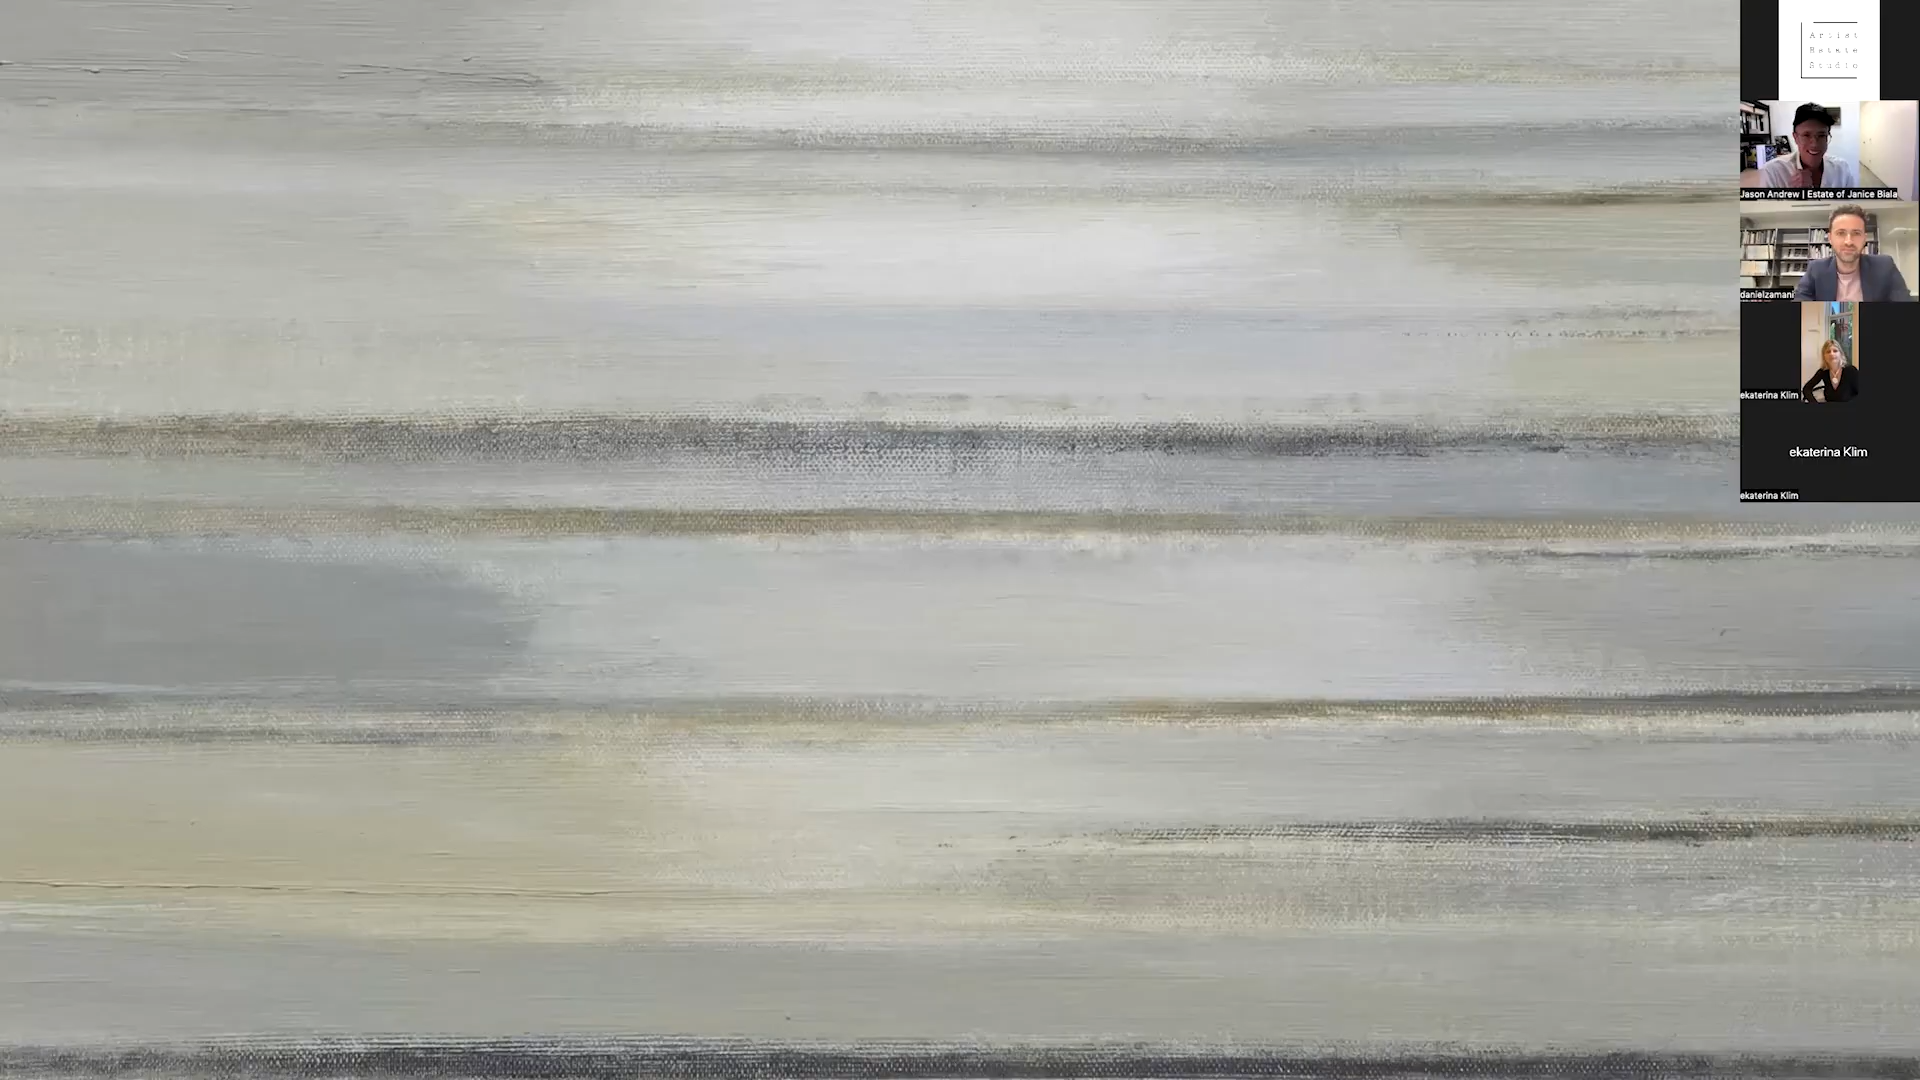 Artist
Estate
Studio
Jason Andrew | Estate of Janice Biala
danielzamani
ekaterina Klim
ekaterina Klim
ekaterina Klim